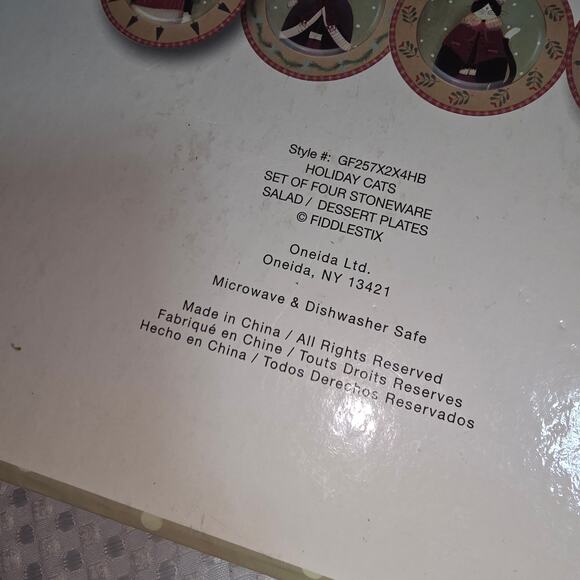 Style #: GF257X2X4HB
HOLIDAY CATS
SET OF FOUR STONEWARE
SALAD / DESSERT PLATES
© FIDDLESTIX
Oneida Ltd.
Oneida, NY 13421
Microwave & Dishwasher Safe
Made in China / All Rights Reserved
Fabriqué en Chine / Touts Droits Reserves
Hecho en China / Todos Derechos Reservados